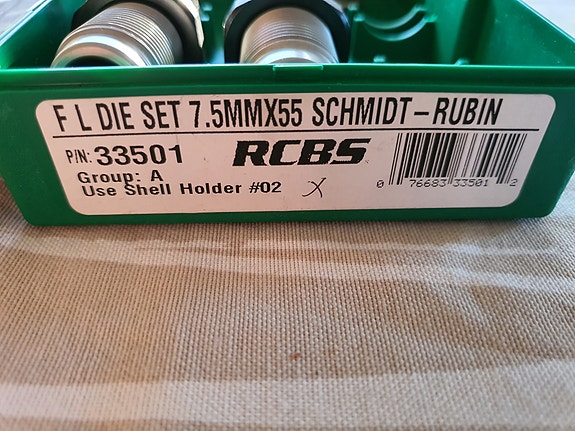 F L DIE SET 7.5MMX55 SCHMIDT-RUBIN
P/N: 33501
RCBS
Group: A
Use Shell Holder #02 X
0 76683 33501 2